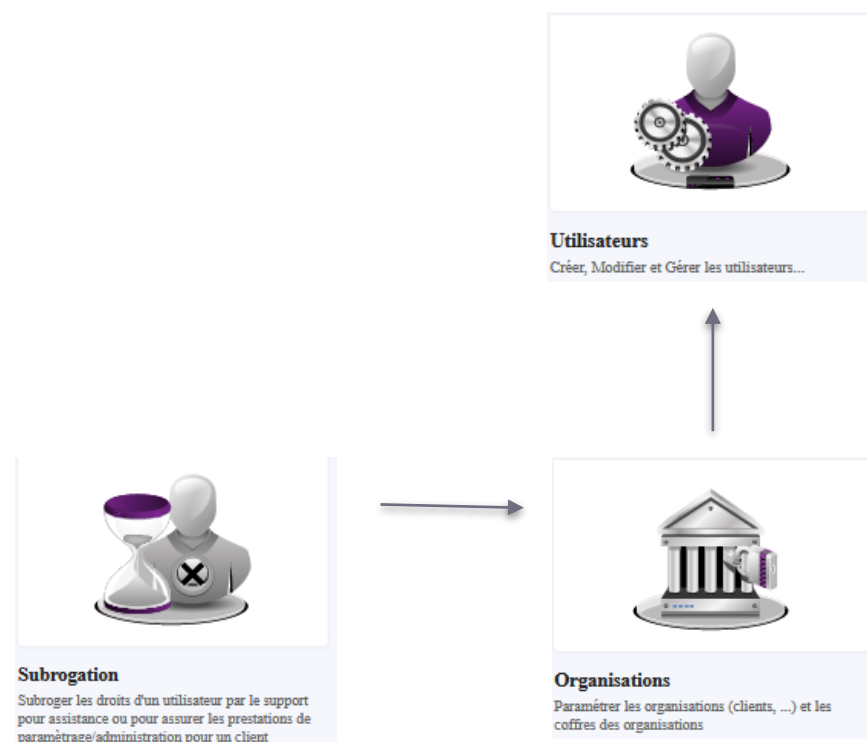 Utilisateurs
Créer, Modifier et Gérer les utilisateurs...
Subrogation
Subroger les droits d'un utilisateur par le support
pour assistance ou pour assurer les prestations de
paramètrage/administration pour un client
Organisations
Paramétrer les organisations (clients, ...) et les
coffres des organisations